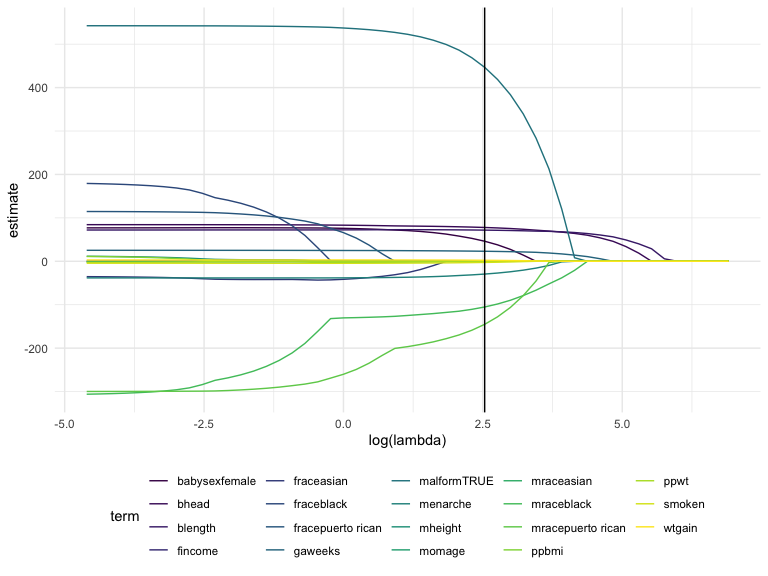 400
200
0
-200
estimate
-5.0 -2.5 0.0 2.5 5.0
log(lambda)
term
babysexfemale fraceasian malformTRUE mraceasian ppwt
bhead fraceblack menarche mraceblack smoken
blength fracepuerto rican mheight mracepuerto rican wtgain
fincome gaweeks momage ppbmi